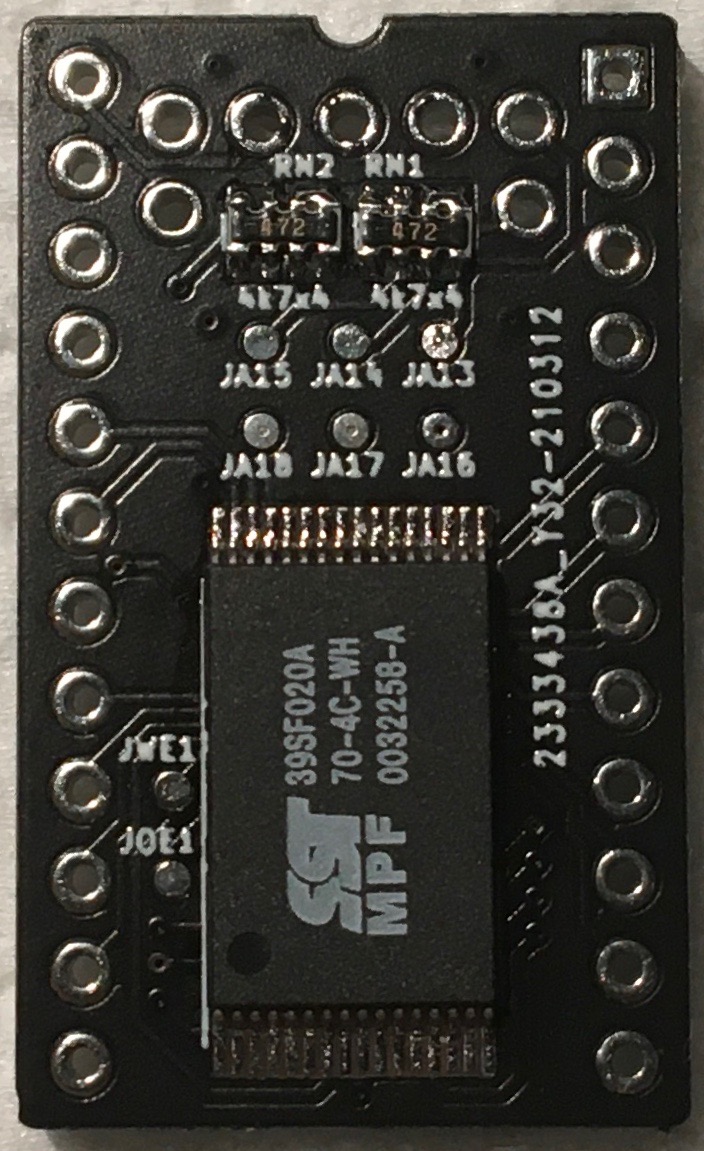 RN2 RN1
472 472
4k7x4 4k7x4
JA15 JA14 JA13
JA18 JA17 JA16
2333436A_Y32-210312
JWE1
JOE1
SST 39SF020A
MPF 70-4C-WH
0032258-A